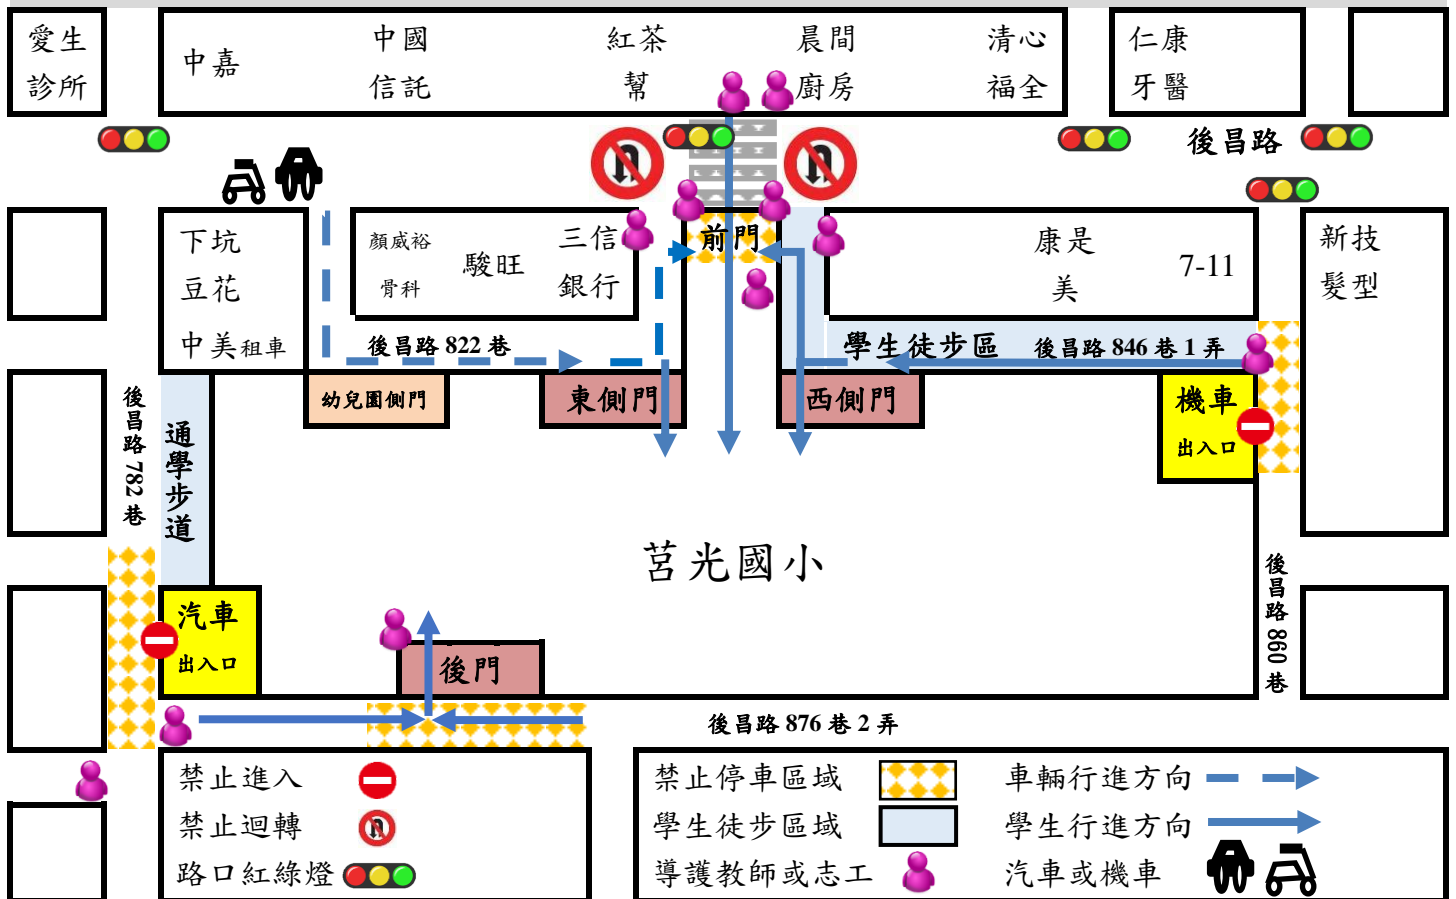 愛生
診所
中嘉
中國
信託
紅茶
幫
晨間
廚房
清心
福全
仁康
牙醫
後昌路
下坑
豆花
中美租車
顏威裕
骨科
駿旺
三信
銀行
前門
康是
美
7-11
新技
髮型
後昌路 822 巷
學生徒步區
後昌路 846 巷 1 弄
幼兒園側門
東側門
西側門
機車
出入口
後昌路 782 巷
通學步道
莒光國小
後昌路 860 巷
汽車
出入口
後門
後昌路 876 巷 2 弄
禁止進入
禁止迴轉
路口紅綠燈
禁止停車區域
學生徒步區域
導護教師或志工
車輛行進方向
學生行進方向
汽車或機車